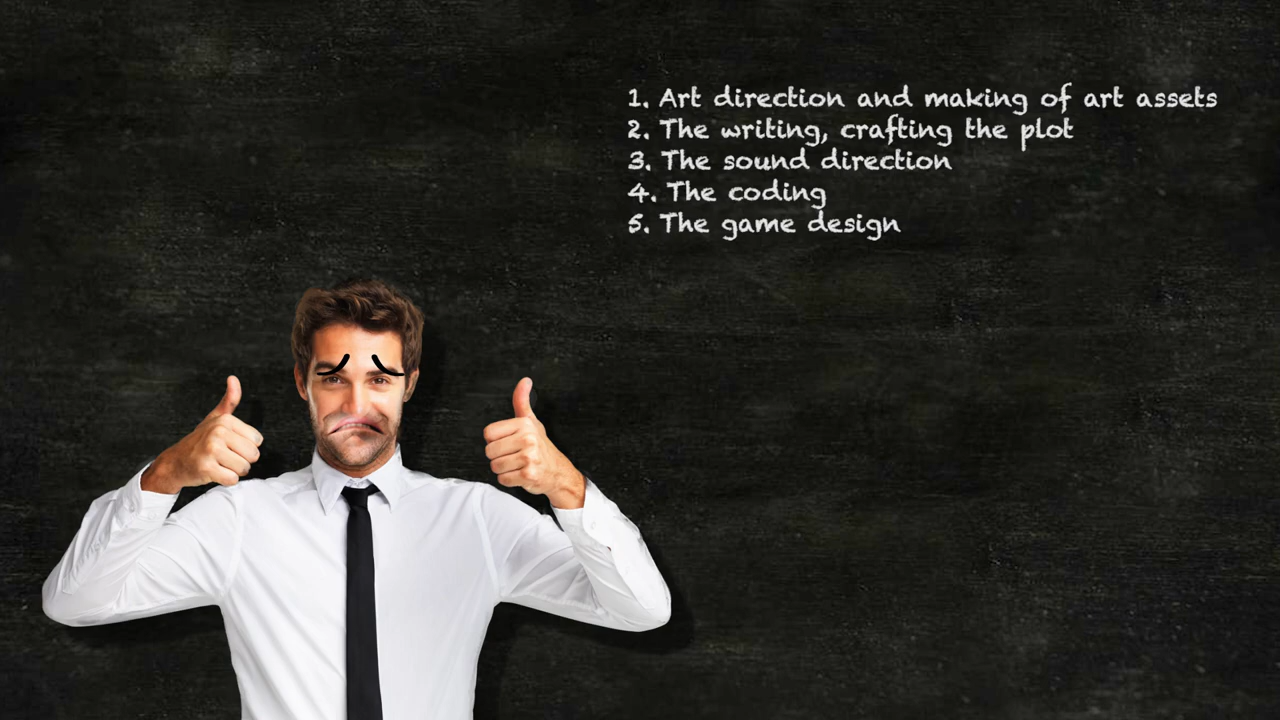 1. Art direction and making of art assets
2. The writing, crafting the plot
3. The sound direction
4. The coding
5. The game design